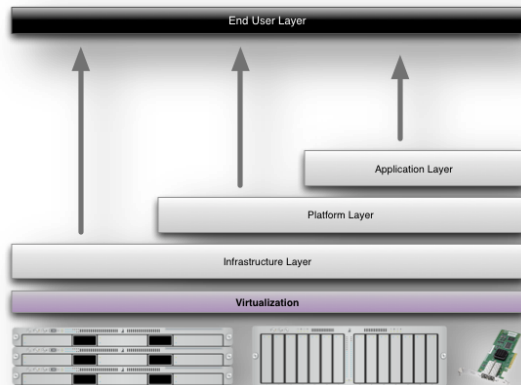 End User Layer
Application Layer
Platform Layer
Infrastructure Layer
Virtualization